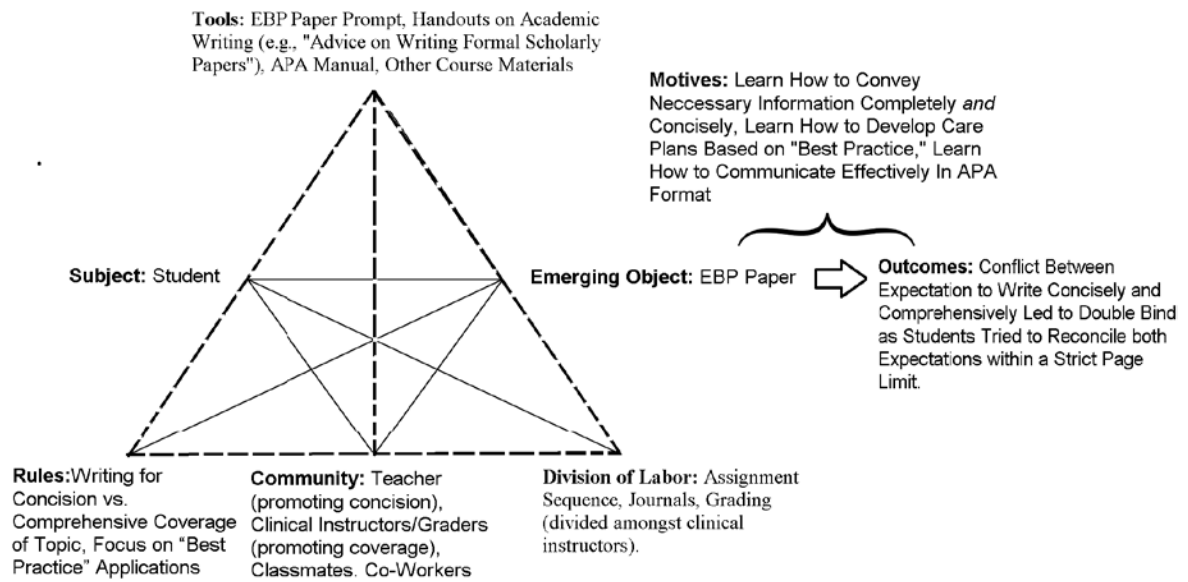 Tools: EBP Paper Prompt, Handouts on Academic
Writing (e.g., "Advice on Writing Formal Scholarly
Papers"), APA Manual, Other Course Materials
Motives: Learn How to Convey
Neccessary Information Completely and
Concisely, Learn How to Develop Care
Plans Based on "Best Practice," Learn
How to Communicate Effectively In APA
Format
Subject: Student
Emerging Object: EBP Paper
Outcomes: Conflict Between
Expectation to Write Concisely and
Comprehensively Led to Double Bind
as Students Tried to Reconcile both
Expectations within a Strict Page
Limit.
Rules:Writing for
Concision vs.
Comprehensive Coverage
of Topic, Focus on “Best
Practice” Applications
Community: Teacher
(promoting concision),
Clinical Instructors/Graders
(promoting coverage),
Classmates. Co-Workers
Division of Labor: Assignment
Sequence, Journals, Grading
(divided amongst clinical
instructors).